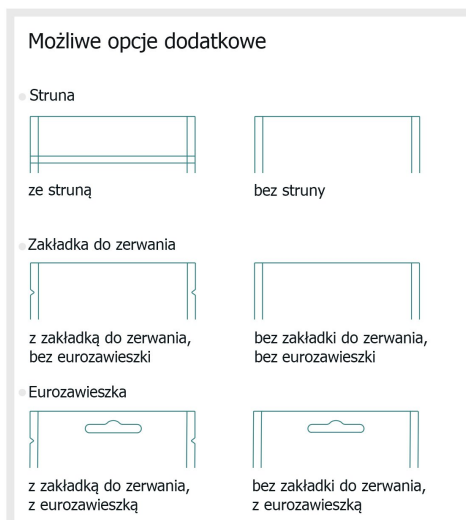 Możliwe opcje dodatkowe
Struna
ze struną
bez struny
Zakładka do zerwania
z zakładką do zerwania,
bez eurozawieszki
bez zakładki do zerwania,
bez eurozawieszki
Eurozawieszka
z zakładką do zerwania,
z eurozawieszką
bez zakładki do zerwania,
z eurozawieszką